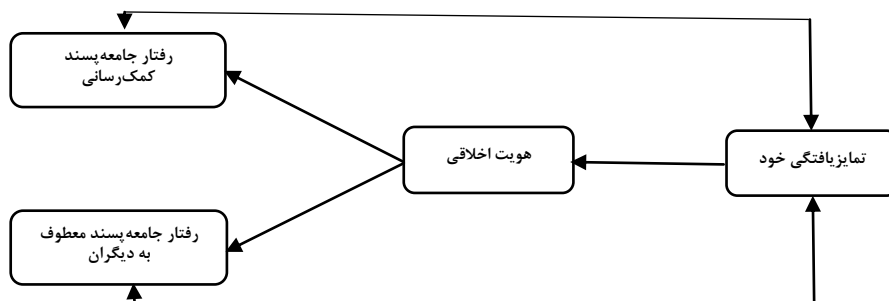 رفتار جامعه‌پسند
کمک‌رسانی
هویت اخلاقی
تمایزیافتگی خود
رفتار جامعه‌پسند معطوف
به دیگران